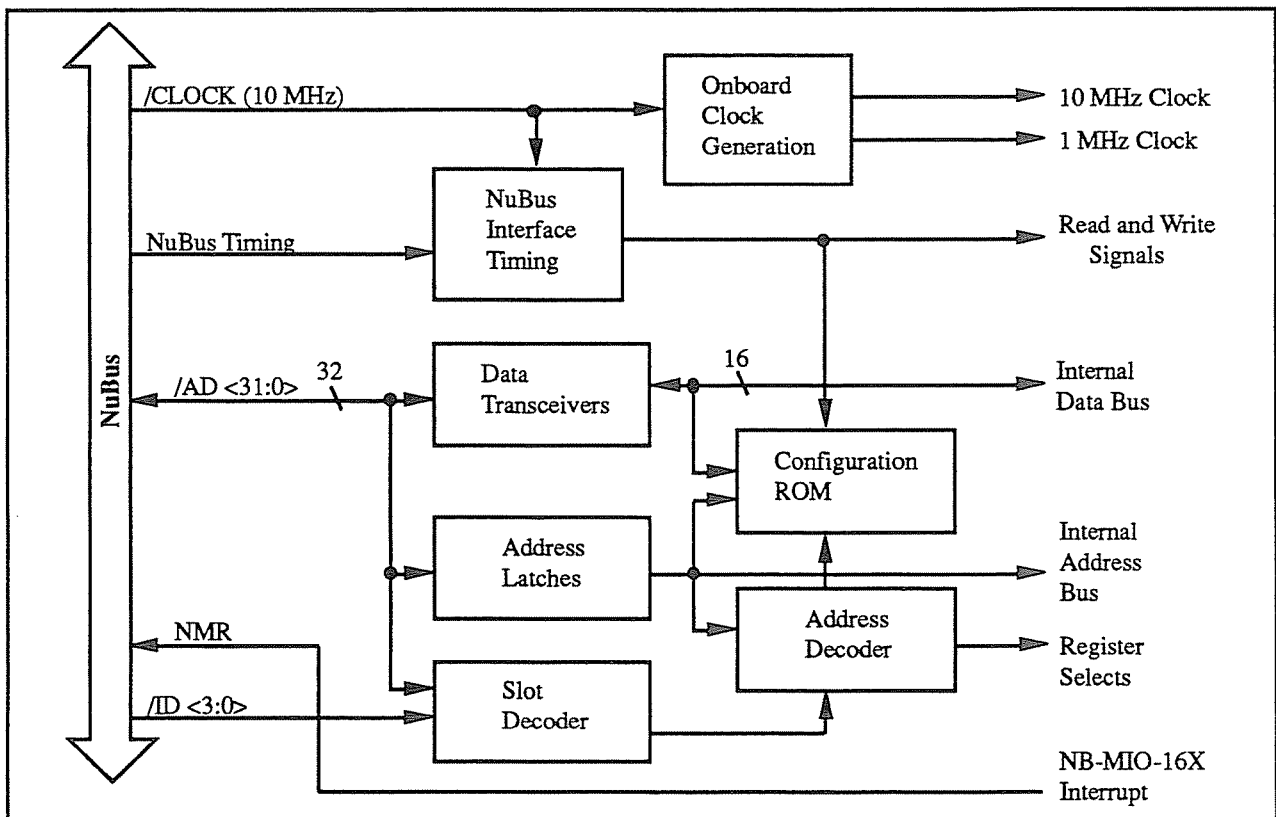 /CLOCK (10 MHz)
Onboard
Clock
Generation
10 MHz Clock
1 MHz Clock
NuBus Timing
NuBus
Interface
Timing
Read and Write
Signals
NuBus
/AD <31:0>
32
Data
Transceivers
16
Internal
Data Bus
Configuration
ROM
Address
Latches
Internal
Address
Bus
NMR
Address
Decoder
Register
Selects
/ID <3:0>
Slot
Decoder
NB-MIO-16X
Interrupt